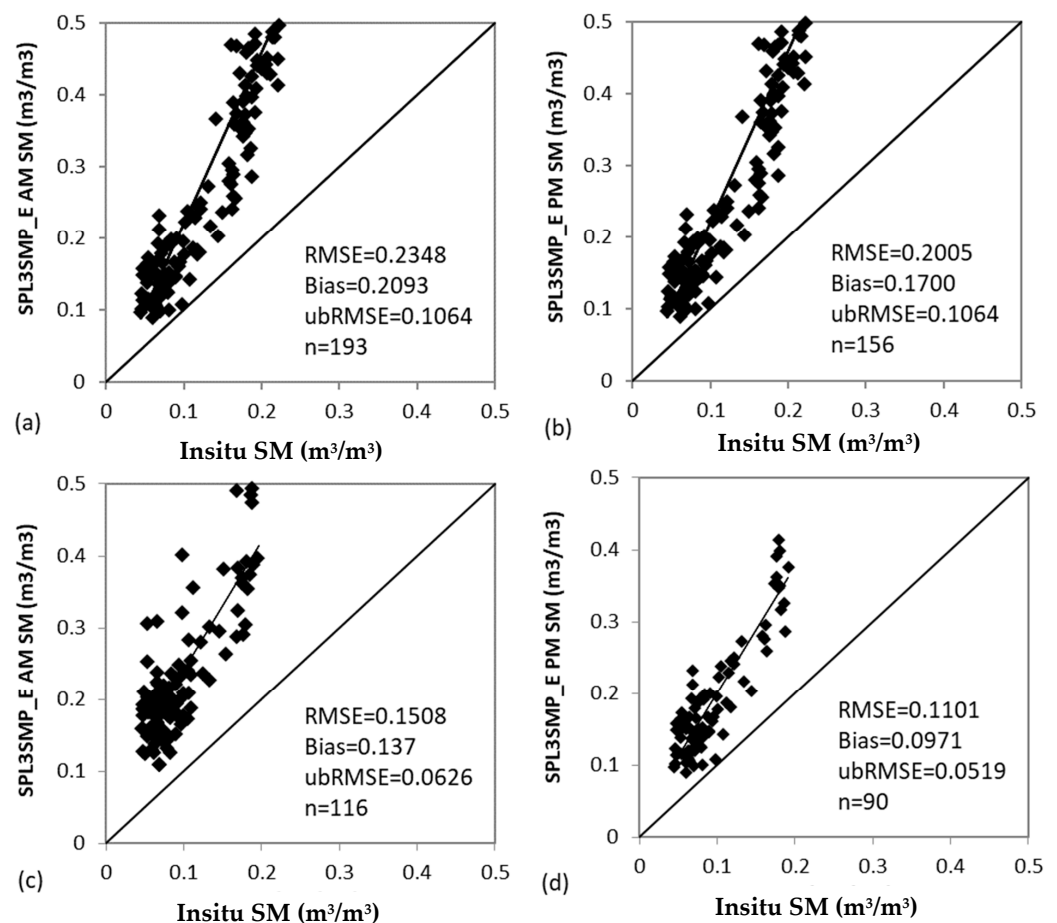 SPL3SMP_E AM SM (m3/m3)
0.5
0.4
0.3
0.2
0.1
0
RMSE=0.2348
Bias=0.2093
ubRMSE=0.1064
n=193
0 0.1 0.2 0.3 0.4 0.5
(a)
Insitu SM (m³/m³)
SPL3SMP_E PM SM (m3/m3)
0.5
0.4
0.3
0.2
0.1
0
RMSE=0.2005
Bias=0.1700
ubRMSE=0.1064
n=156
0 0.1 0.2 0.3 0.4 0.5
(b)
Insitu SM (m³/m³)
SPL3SMP_E AM SM (m3/m3)
0.5
0.4
0.3
0.2
0.1
0
RMSE=0.1508
Bias=0.137
ubRMSE=0.0626
n=116
0 0.1 0.2 0.3 0.4 0.5
(c)
Insitu SM (m³/m³)
SPL3SMP_E PM SM (m3/m3)
0.5
0.4
0.3
0.2
0.1
0
RMSE=0.1101
Bias=0.0971
ubRMSE=0.0519
n=90
0 0.1 0.2 0.3 0.4 0.5
(d)
Insitu SM (m³/m³)